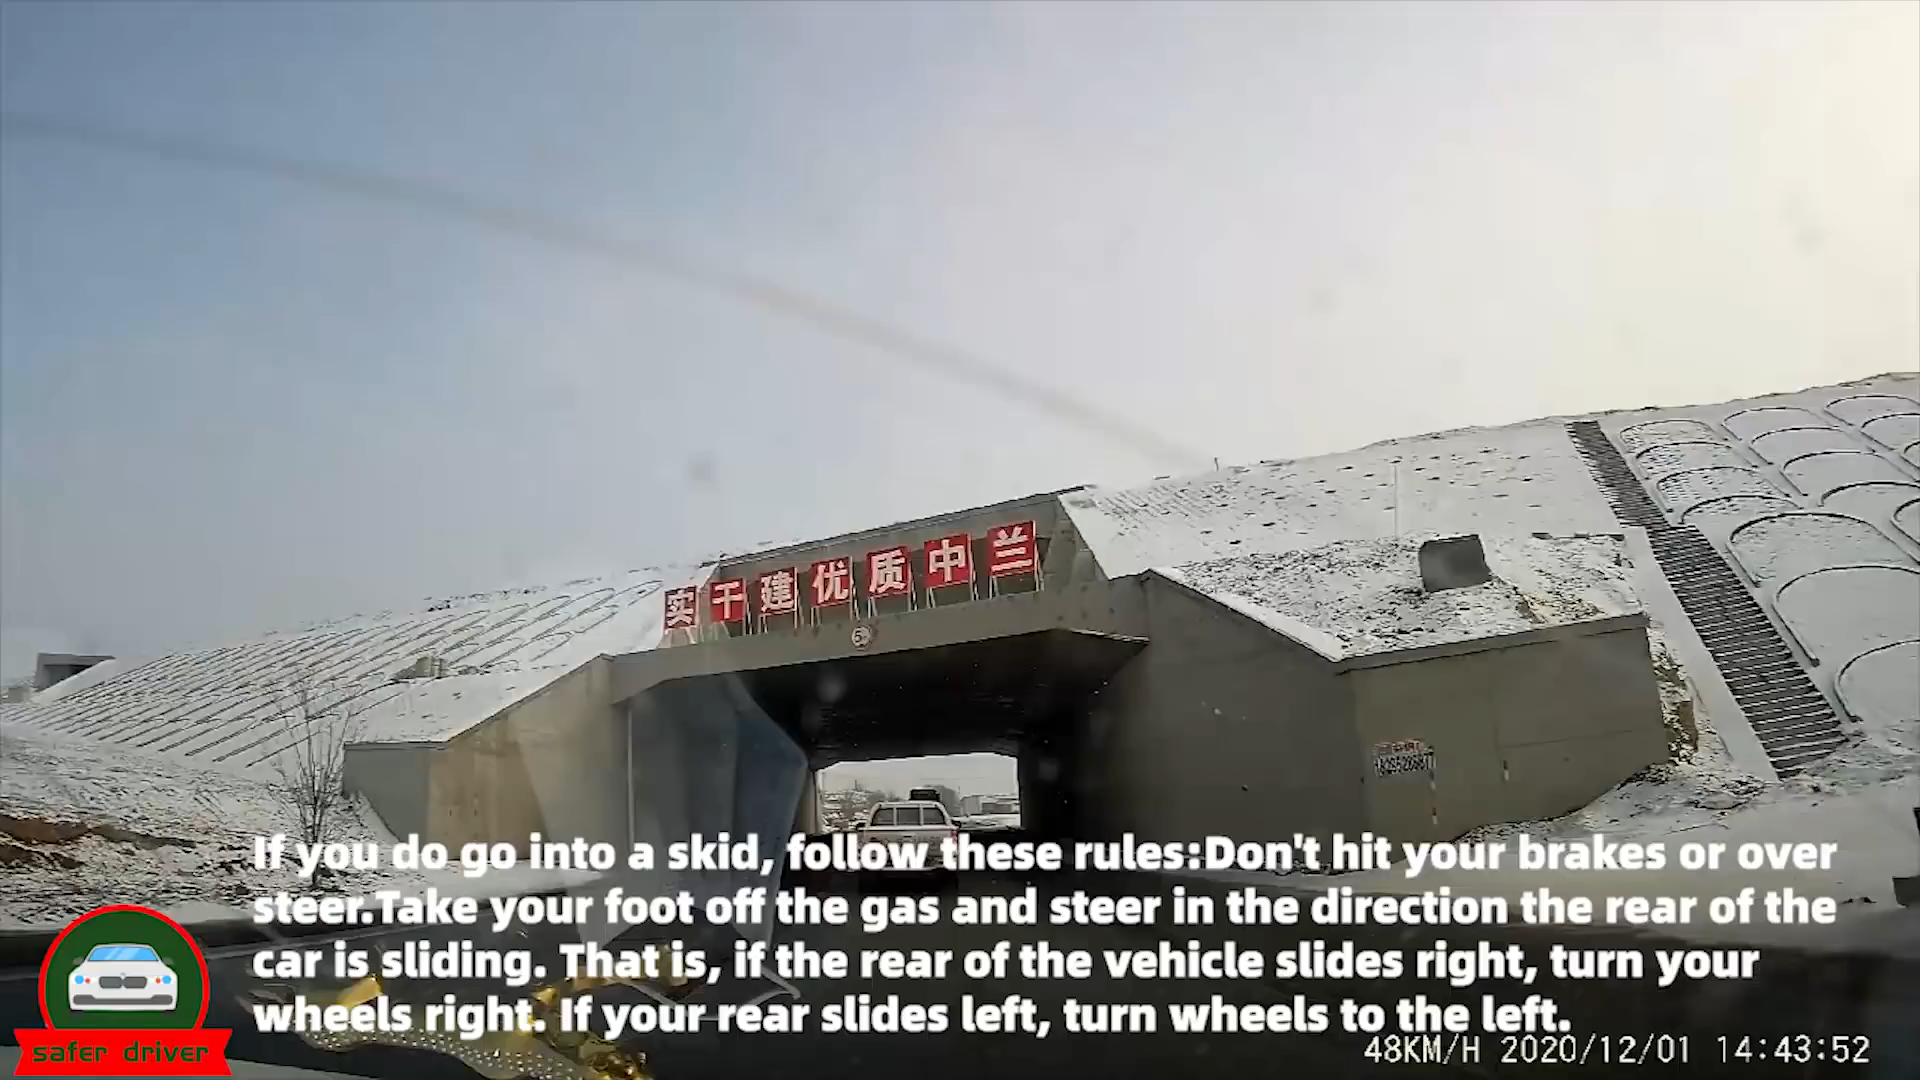 实干建优质中兰
If you do go into a skid, follow these rules:Don't hit your brakes or over
steer.Take your foot off the gas and steer in the direction the rear of the
car is sliding. That is, if the rear of the vehicle slides right, turn your
wheels right. If your rear slides left, turn wheels to the left.
safer driver
48KM/H 2020/12/01 14:43:52